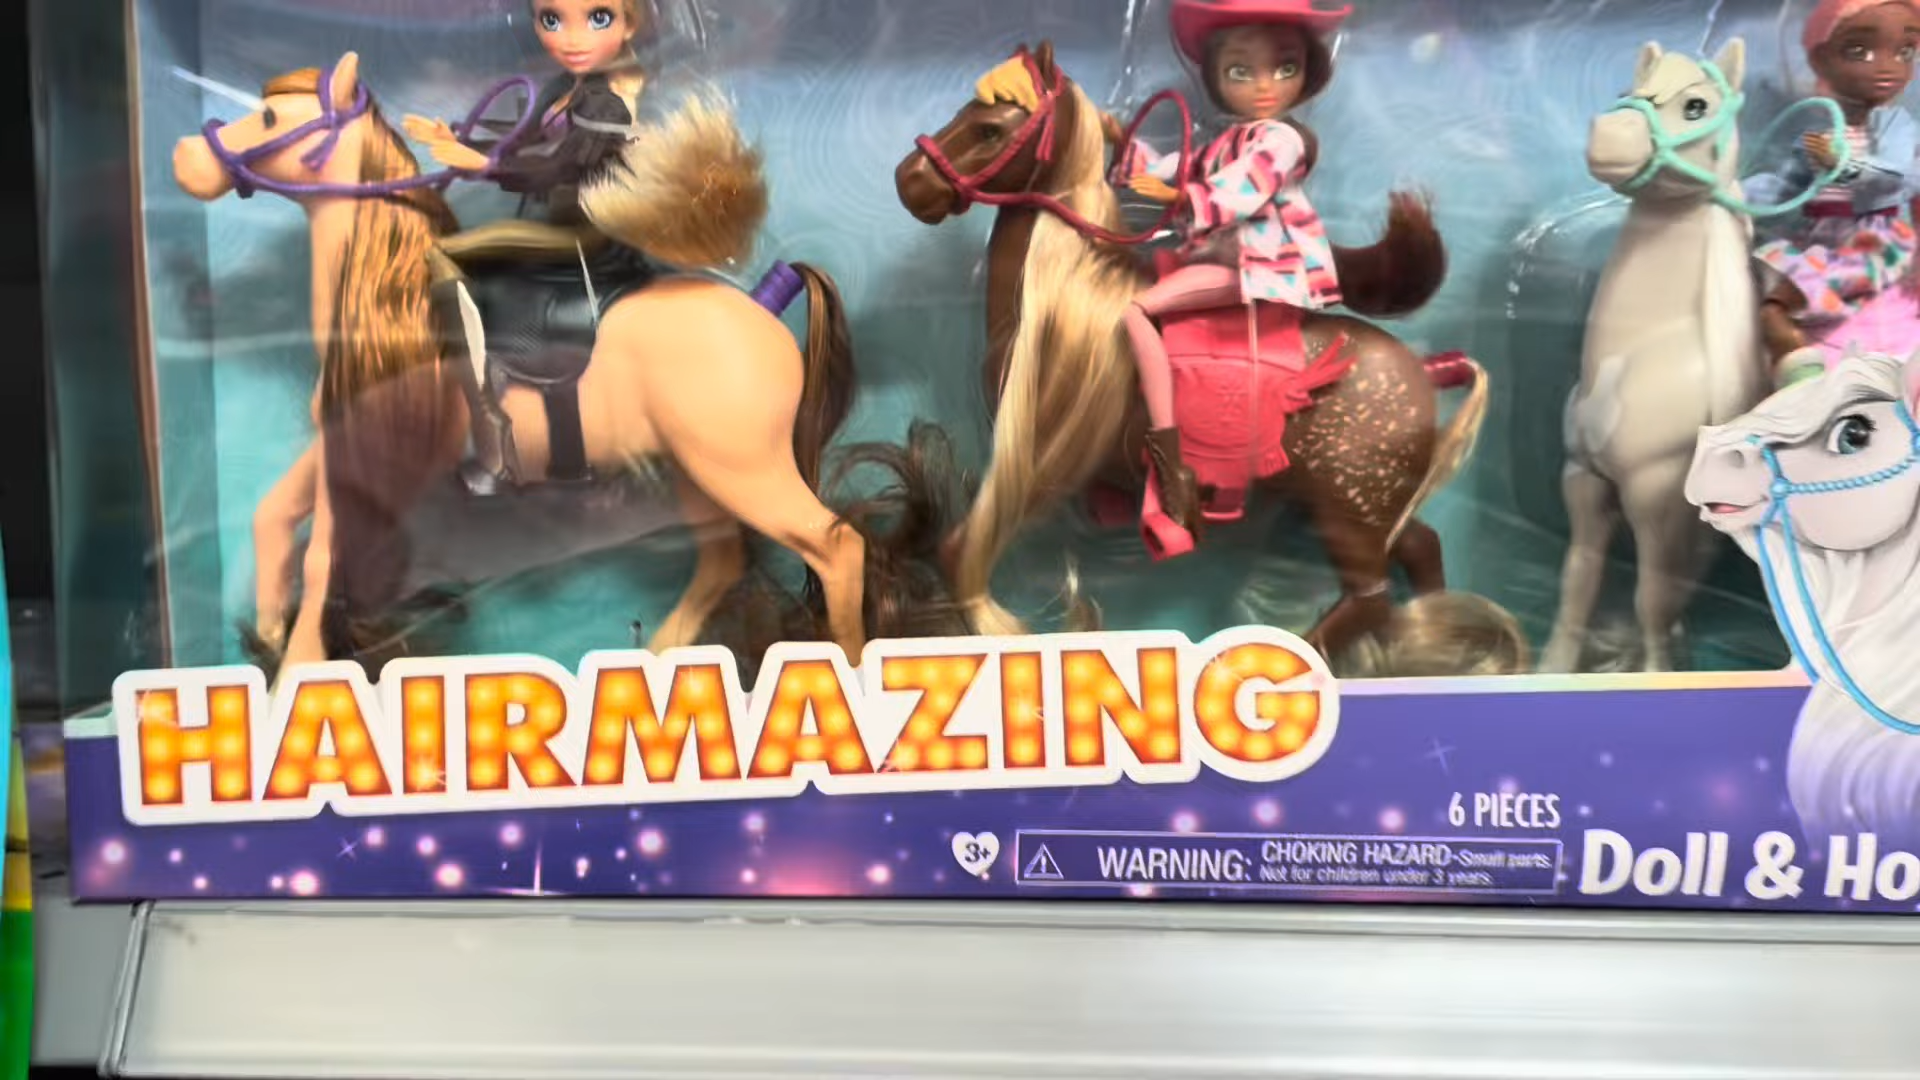 HAIRMAZING
6 PIECES
3+
WARNING: CHOKING HAZARD-Small parts.
Not for children under 3 years.
Doll & Ho